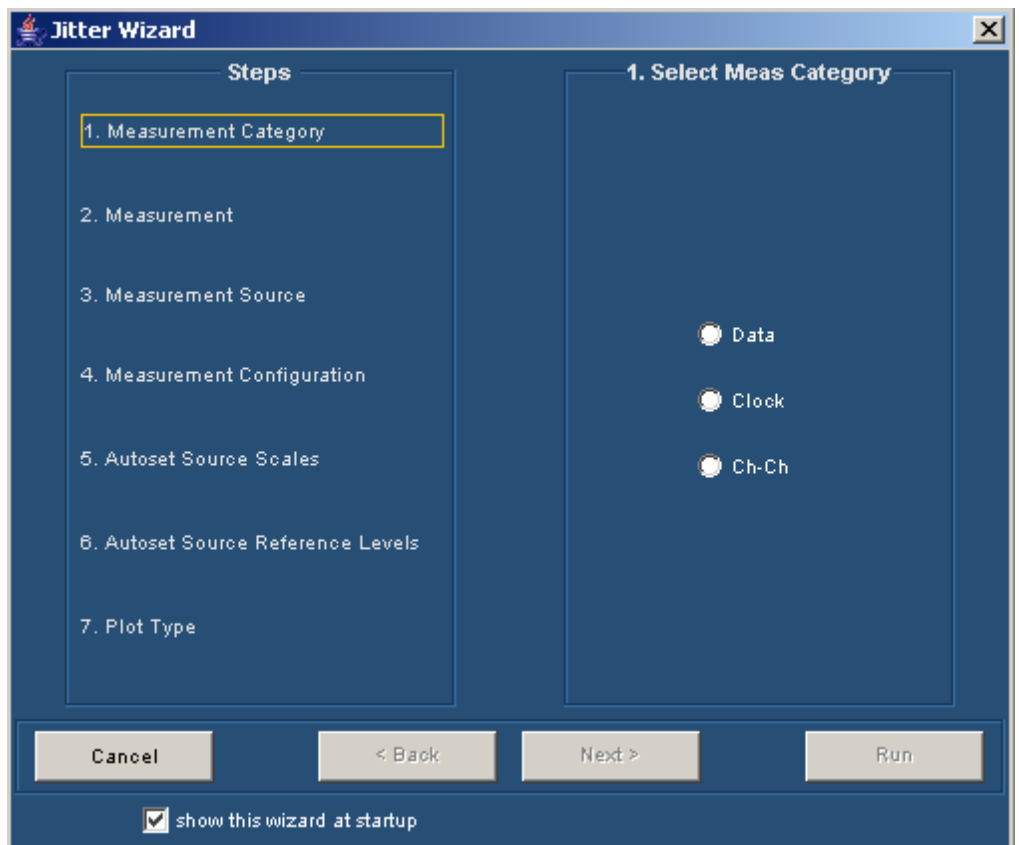 Jitter Wizard
Steps
1. Measurement Category
2. Measurement
3. Measurement Source
4. Measurement Configuration
5. Autoset Source Scales
6. Autoset Source Reference Levels
7. Plot Type
1. Select Meas Category
Data
Clock
Ch-Ch
Cancel
< Back
Next >
Run
show this wizard at startup